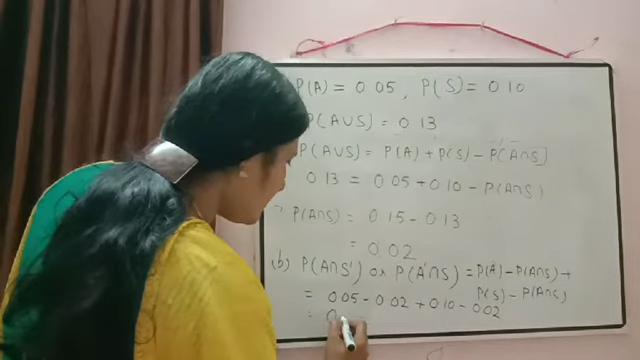 P(A) = 0.05, P(S) = 0.10
P(A∪S) = 0.13
P(A∪S) = P(A) + P(S) - P(A∩S)
0.13 = 0.05 + 0.10 - P(A∩S)
P(A∩S) = 0.15 - 0.13
= 0.02
(b) P(A∩S') or P(A'∩S) = P(A) - P(A∩S) +
P(S) - P(A∩S)
= 0.05 - 0.02 + 0.10 - 0.02
= 0